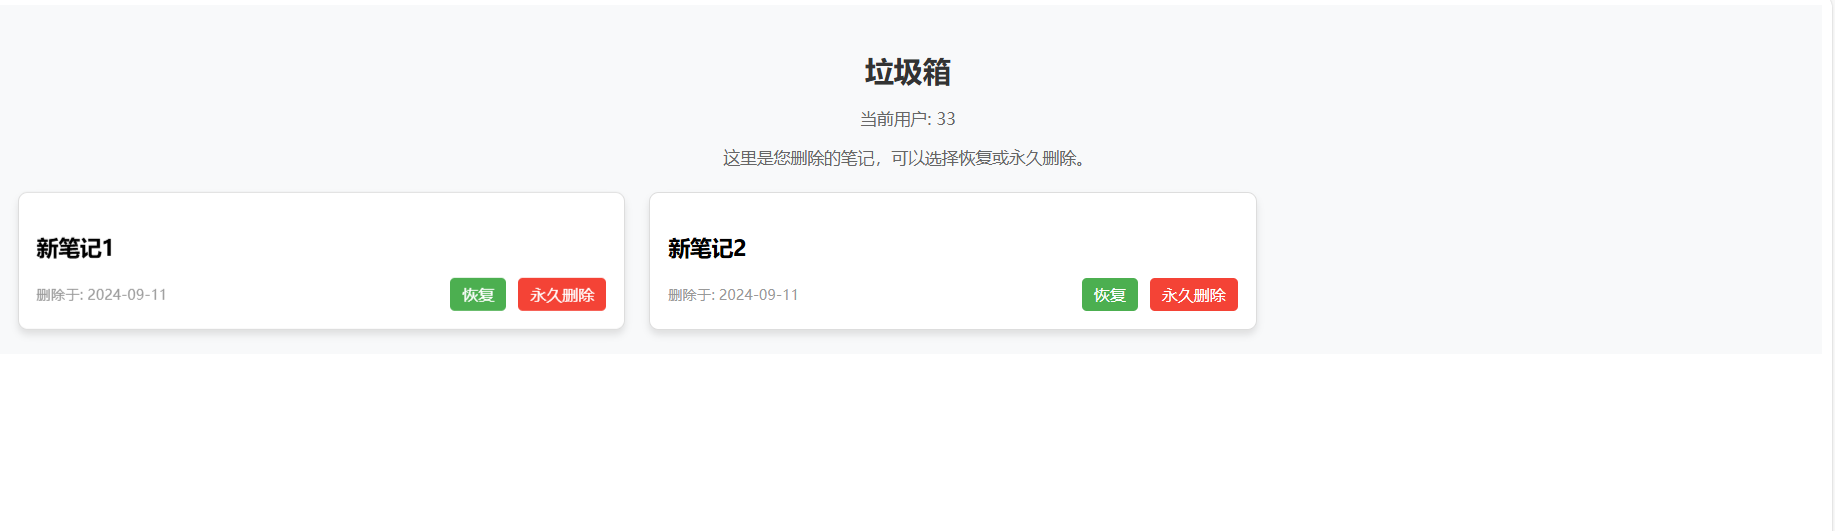 垃圾箱
当前用户: 33
这里是您删除的笔记，可以选择恢复或永久删除。
新笔记1
删除于: 2024-09-11
恢复
永久删除
新笔记2
删除于: 2024-09-11
恢复
永久删除